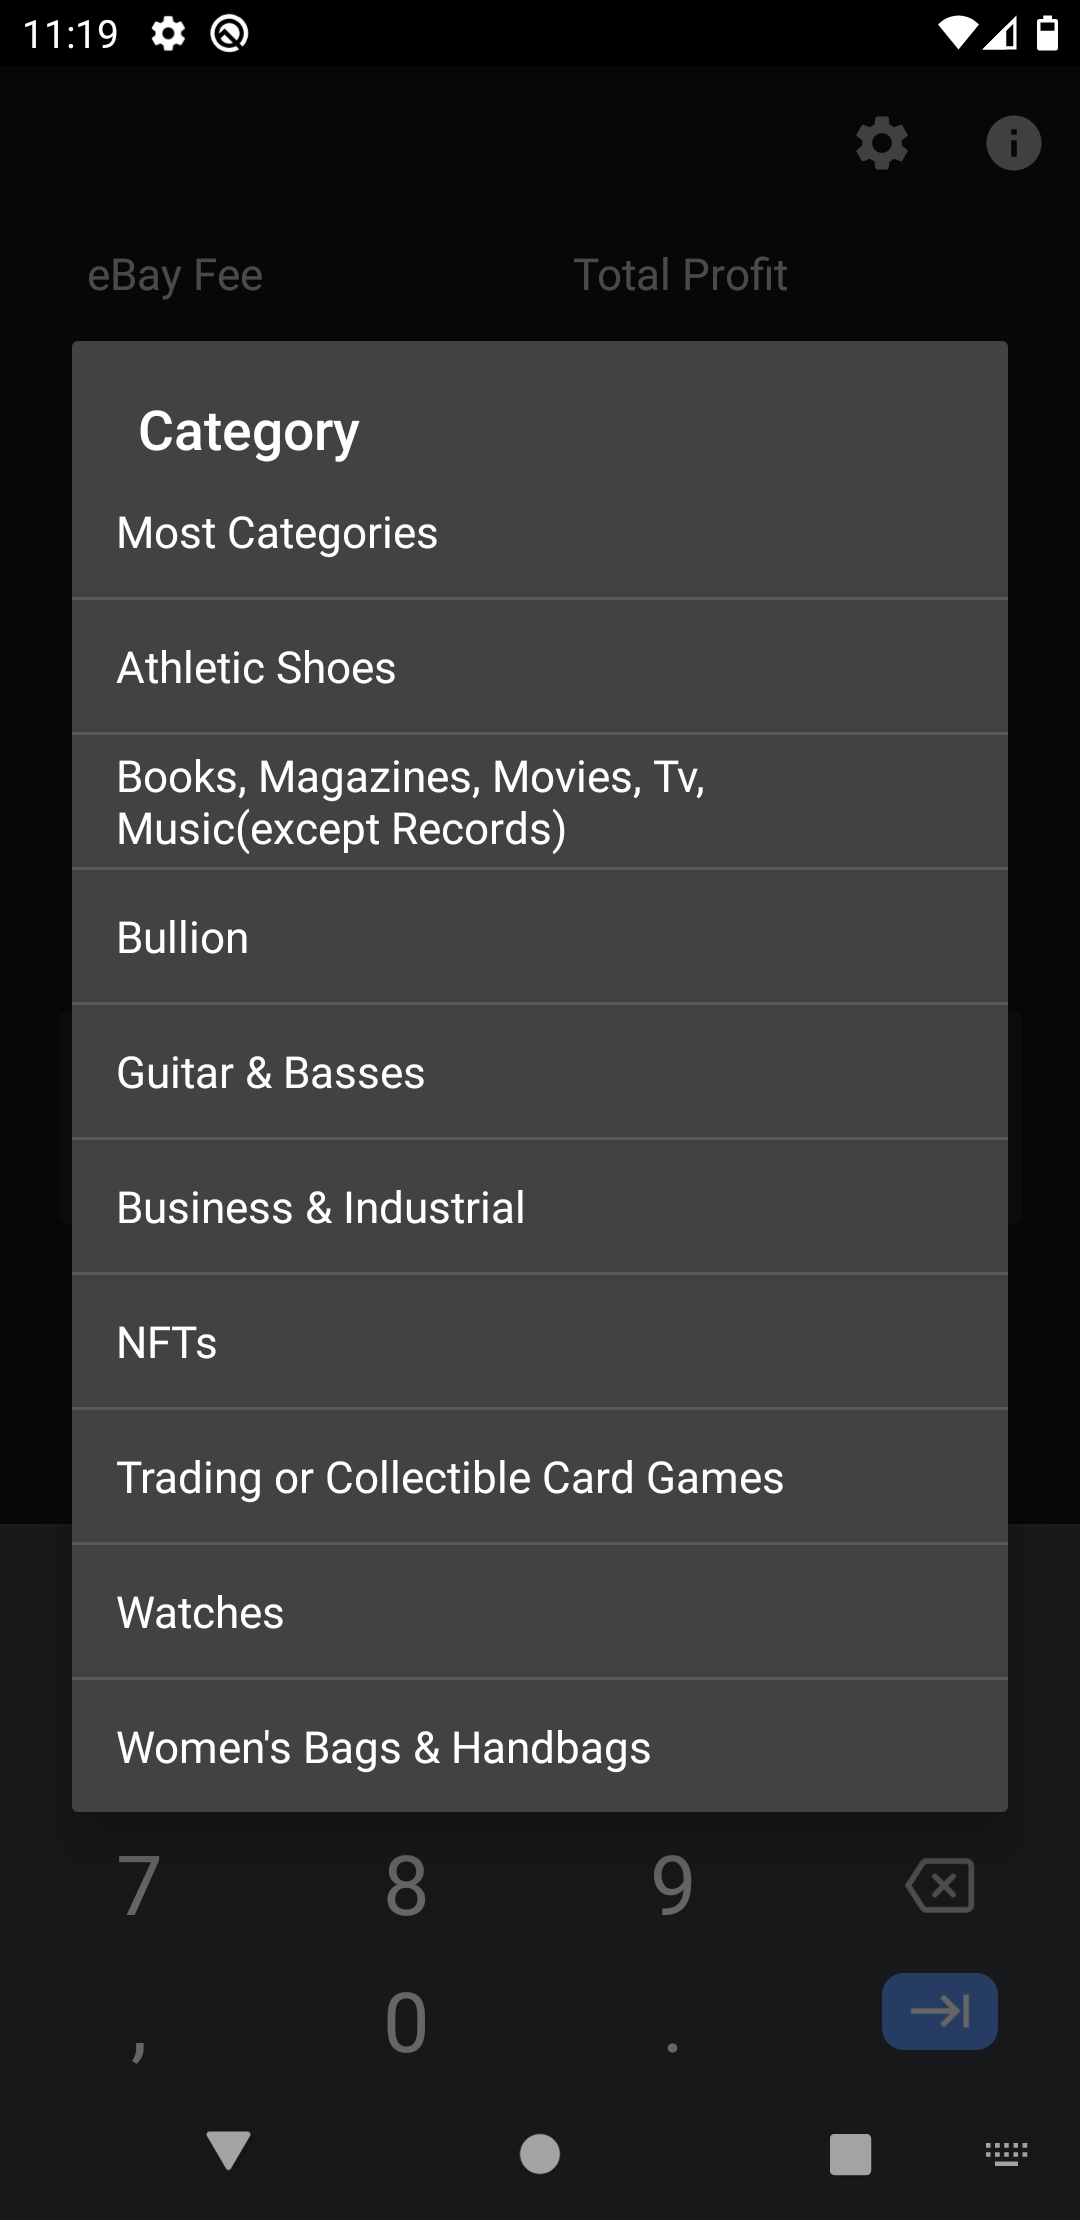 11:19
eBay Fee
Total Profit
Category
Most Categories
Athletic Shoes
Books, Magazines, Movies, Tv,
Music(except Records)
Bullion
Guitar & Basses
Business & Industrial
NFTs
Trading or Collectible Card Games
Watches
Women's Bags & Handbags
7 8 9
, 0 .